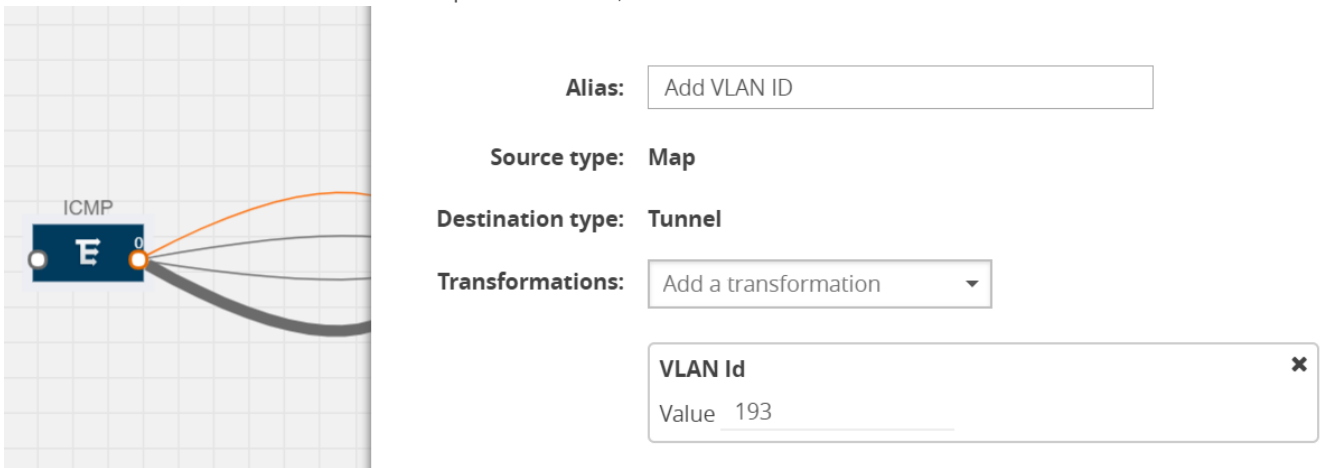 Alias: Add VLAN ID
Source type: Map
ICMP
Destination type: Tunnel
0
Transformations: Add a transformation
VLAN Id
Value 193